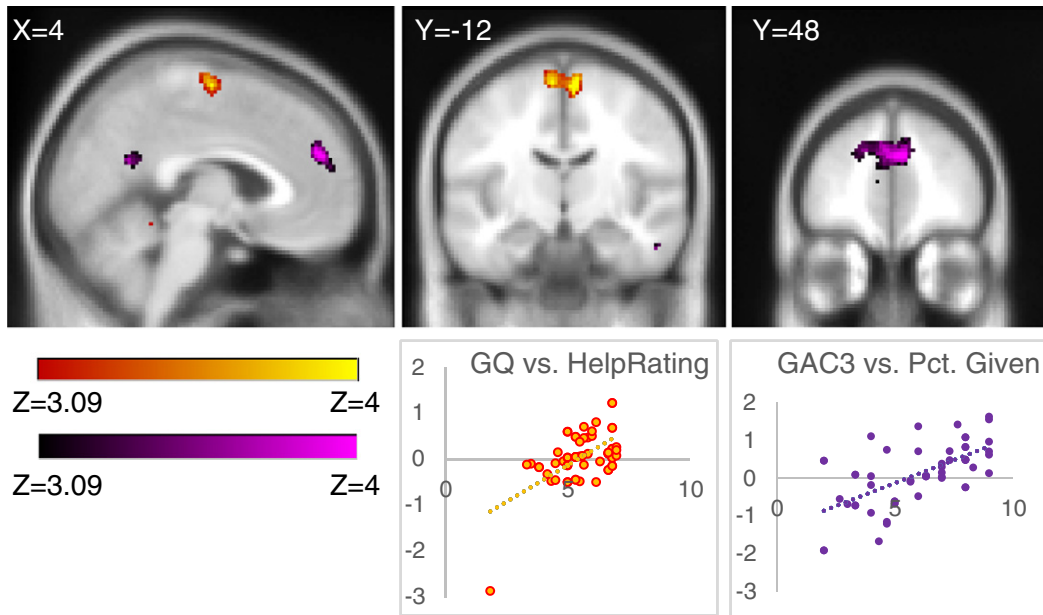 X=4
Y=-12
Y=48
Z=3.09 Z=4
Z=3.09 Z=4
GQ vs. HelpRating
2
1
0
-1
-2
-3
0 5 10
GAC3 vs. Pct. Given
2
1
0
-1
-2
-3
0 5 10